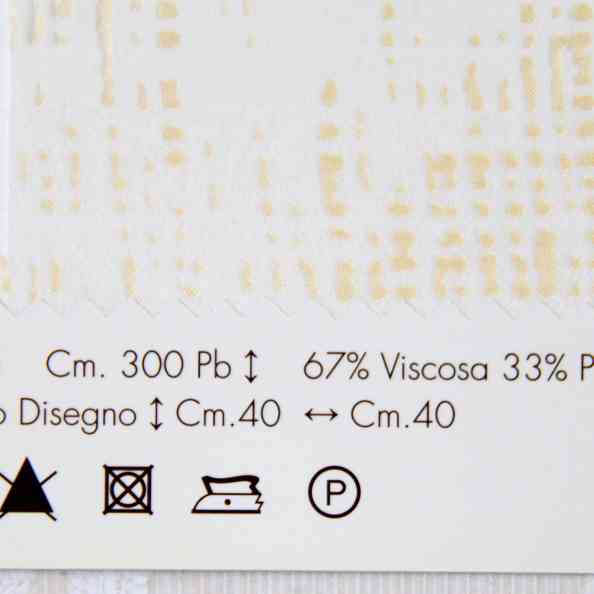 Cm. 300 Pb ↕ 67% Viscosa 33% P
o Disegno ↕ Cm.40 ↔ Cm.40
P